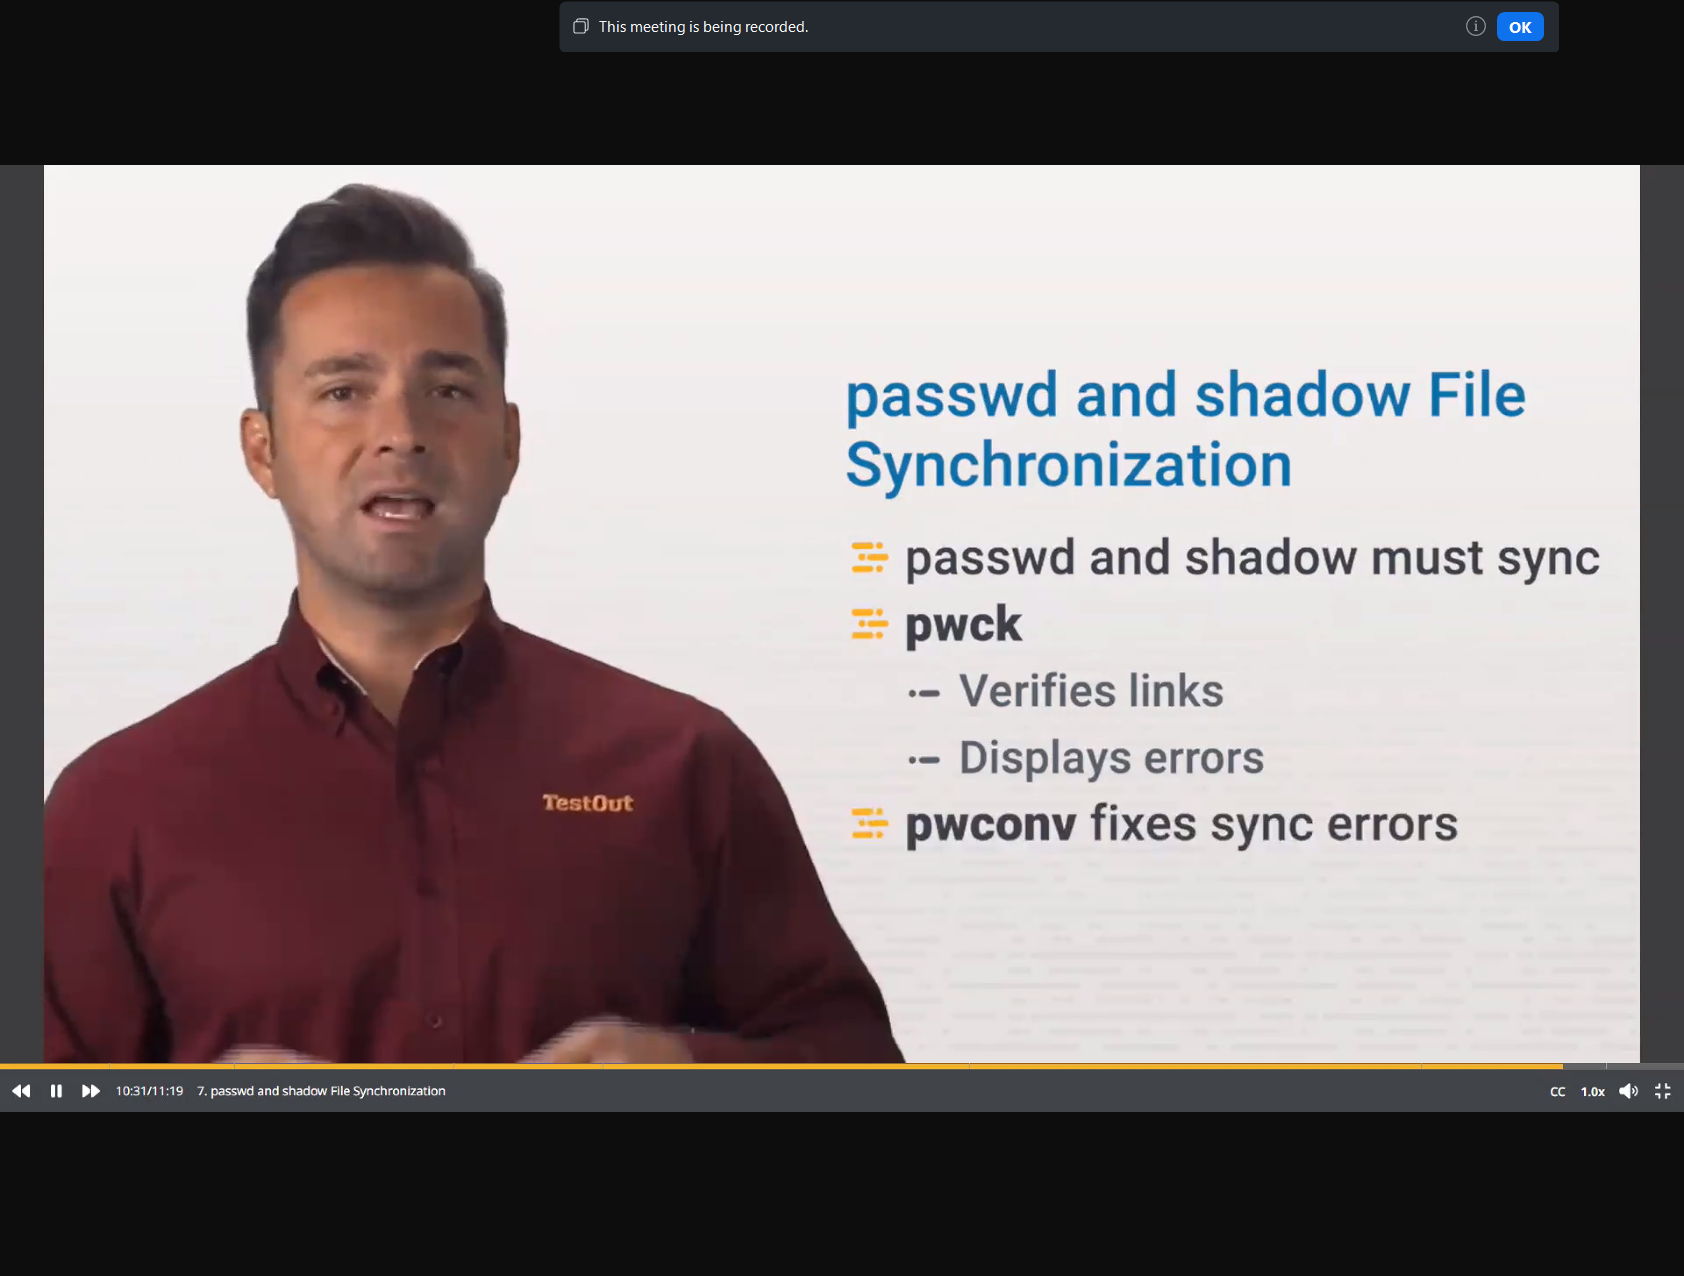 This meeting is being recorded.
OK
passwd and shadow File
Synchronization
passwd and shadow must sync
pwck
Verifies links
Displays errors
pwconv fixes sync errors
TestOut
10:31/11:19 7. passwd and shadow File Synchronization
CC 1.0x